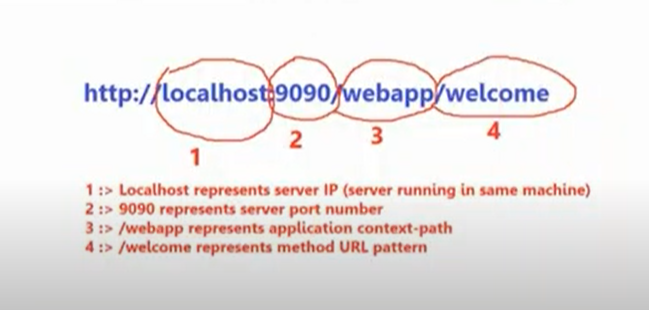 http://localhost:9090/webapp/welcome
1 2 3 4
1 :> Localhost represents server IP (server running in same machine)
2 :> 9090 represents server port number
3 :> /webapp represents application context-path
4 :> /welcome represents method URL pattern